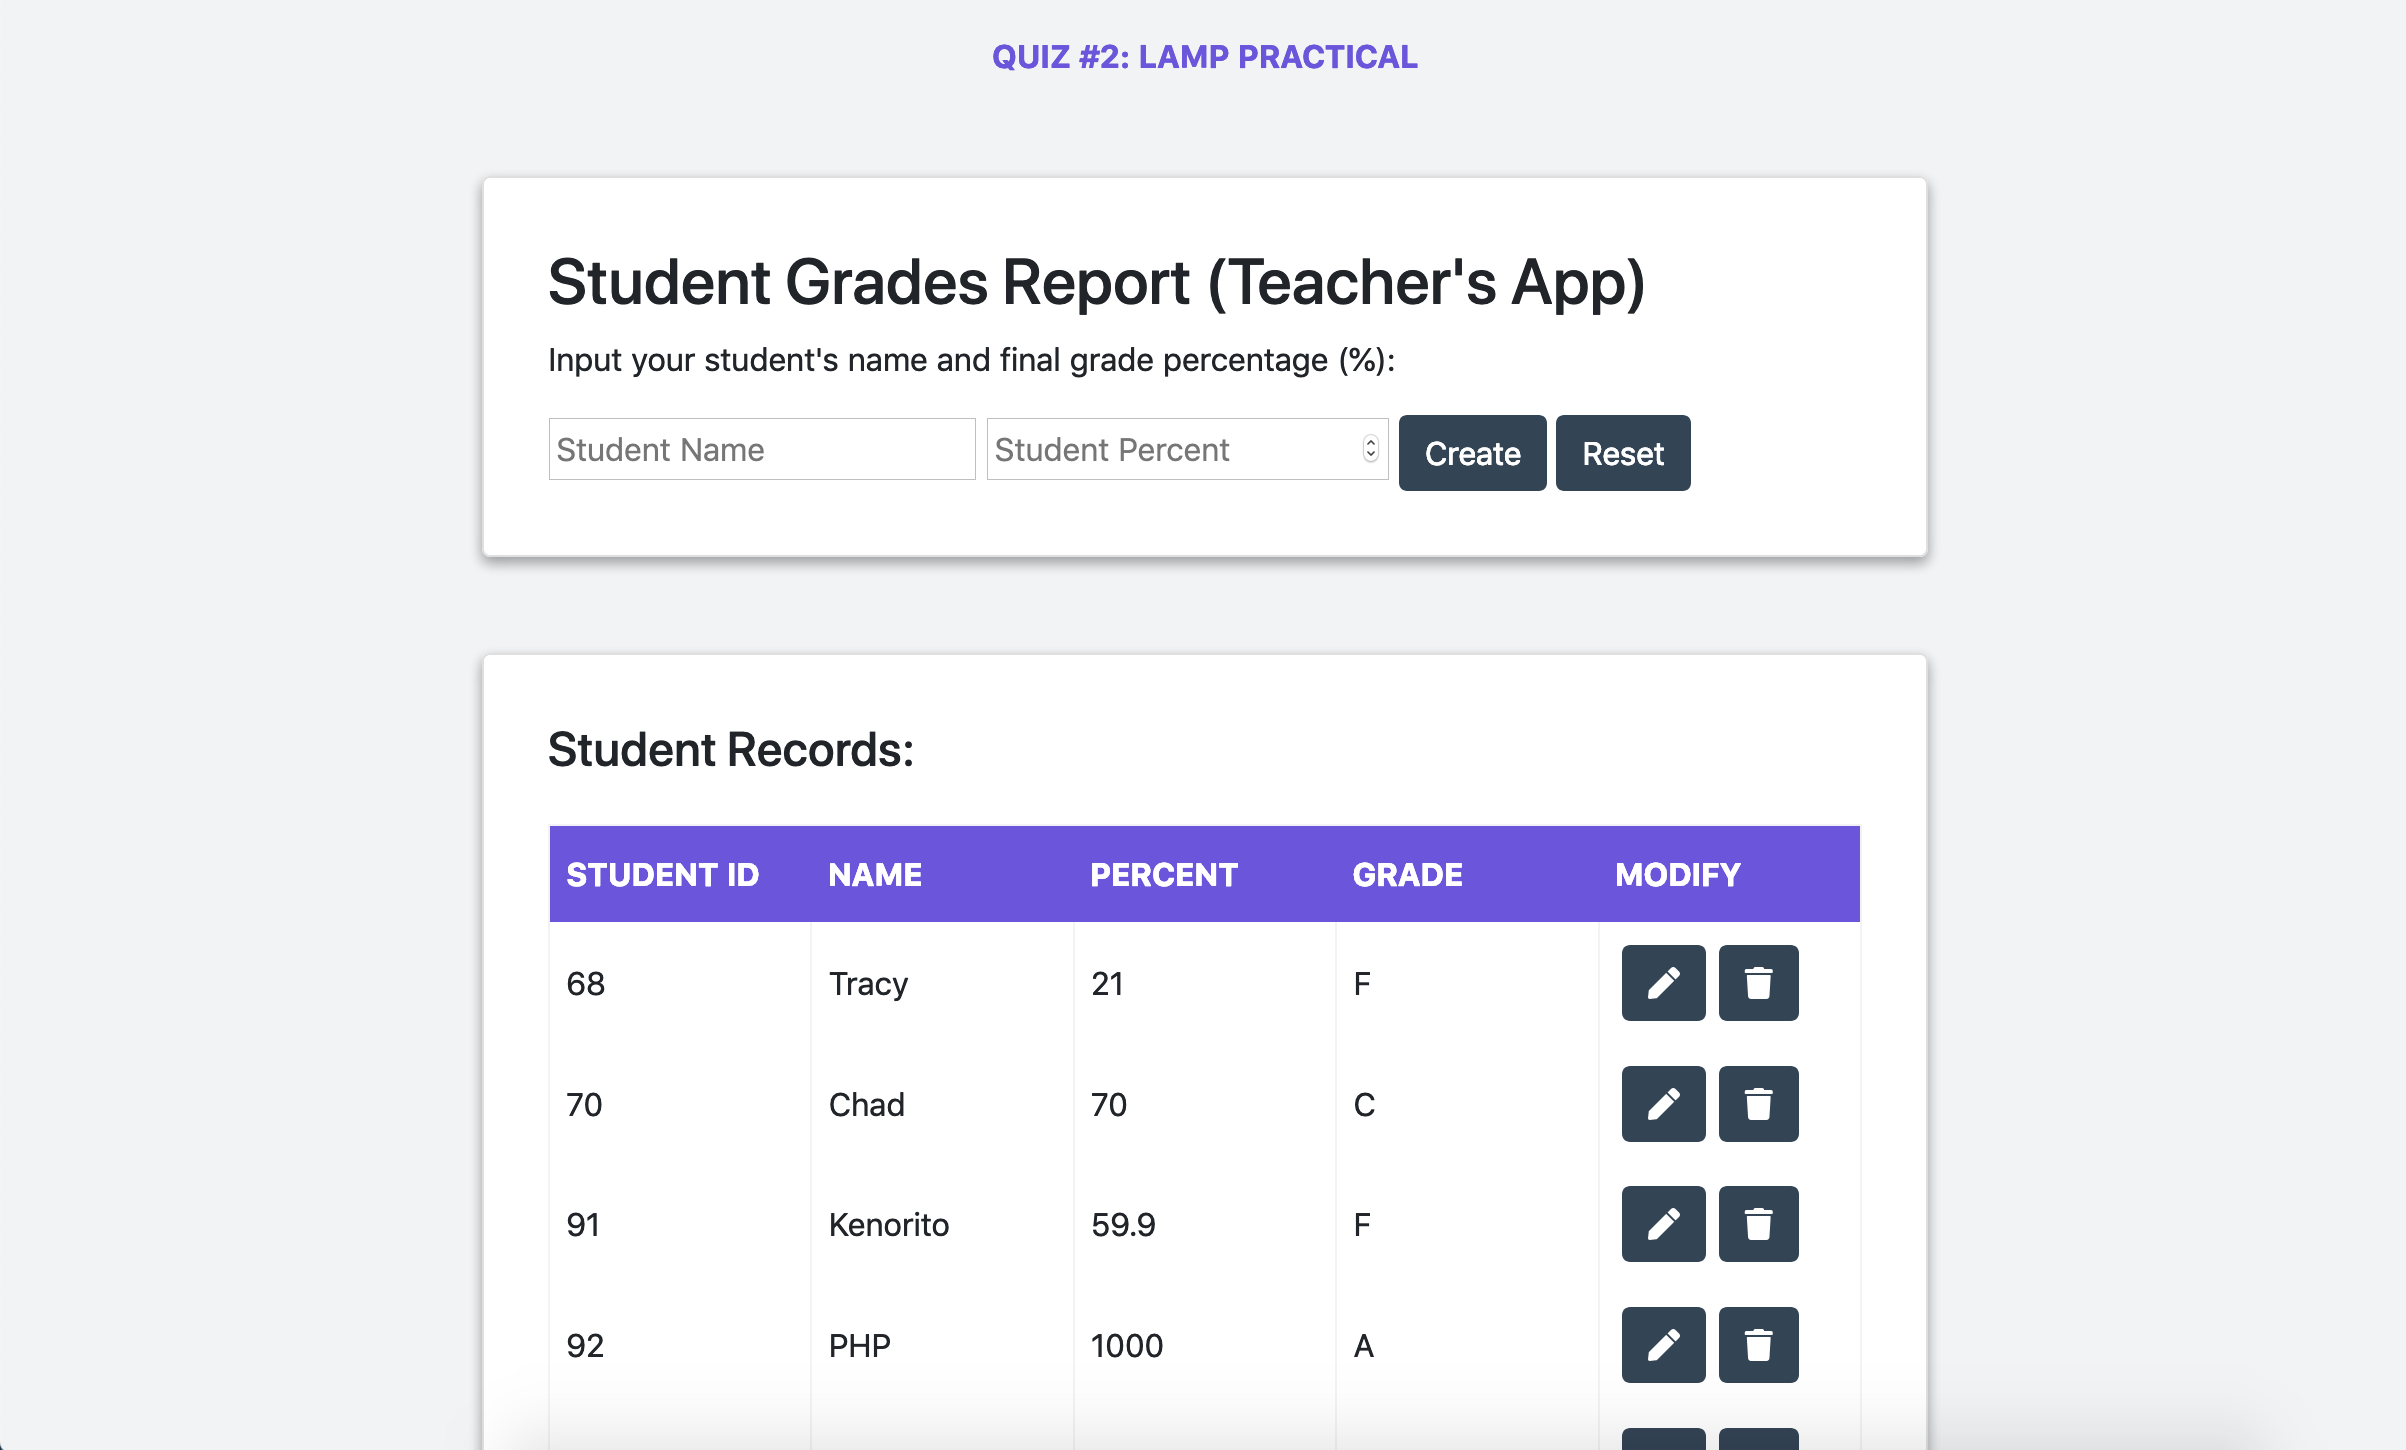 QUIZ #2: LAMP PRACTICAL
Student Grades Report (Teacher's App)
Input your student's name and final grade percentage (%):
Student Name Student Percent Create Reset
Student Records:
STUDENT ID NAME PERCENT GRADE MODIFY
68 Tracy 21 F
70 Chad 70 C
91 Kenorito 59.9 F
92 PHP 1000 A